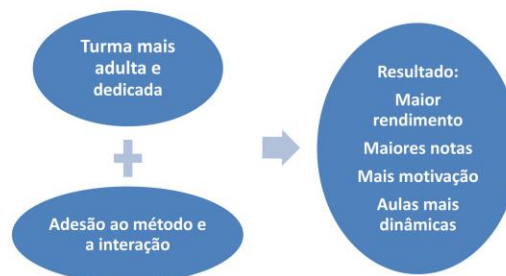 Turma mais
adulta e
dedicada
Adesão ao método e
a interação
Resultado:
Maior
rendimento
Maiores notas
Mais motivação
Aulas mais
dinâmicas